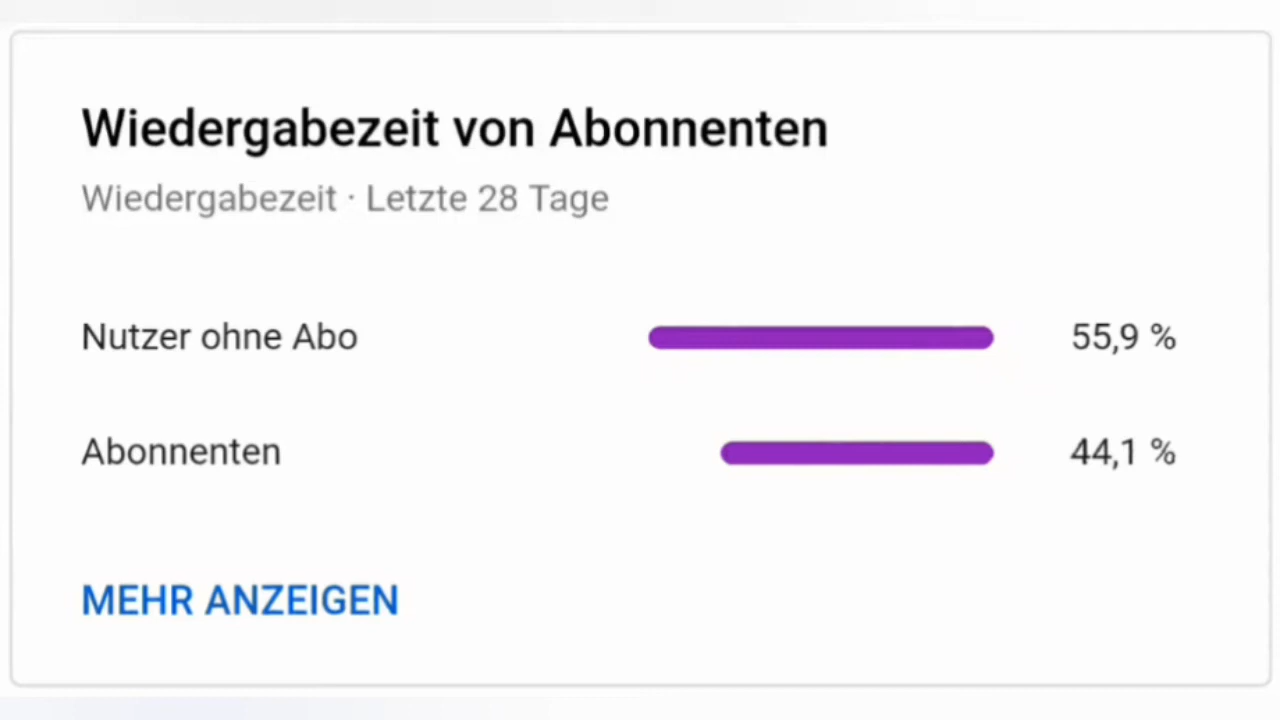 Wiedergabezeit von Abonnenten
Wiedergabezeit · Letzte 28 Tage
Nutzer ohne Abo 55,9 %
Abonnenten 44,1 %
MEHR ANZEIGEN